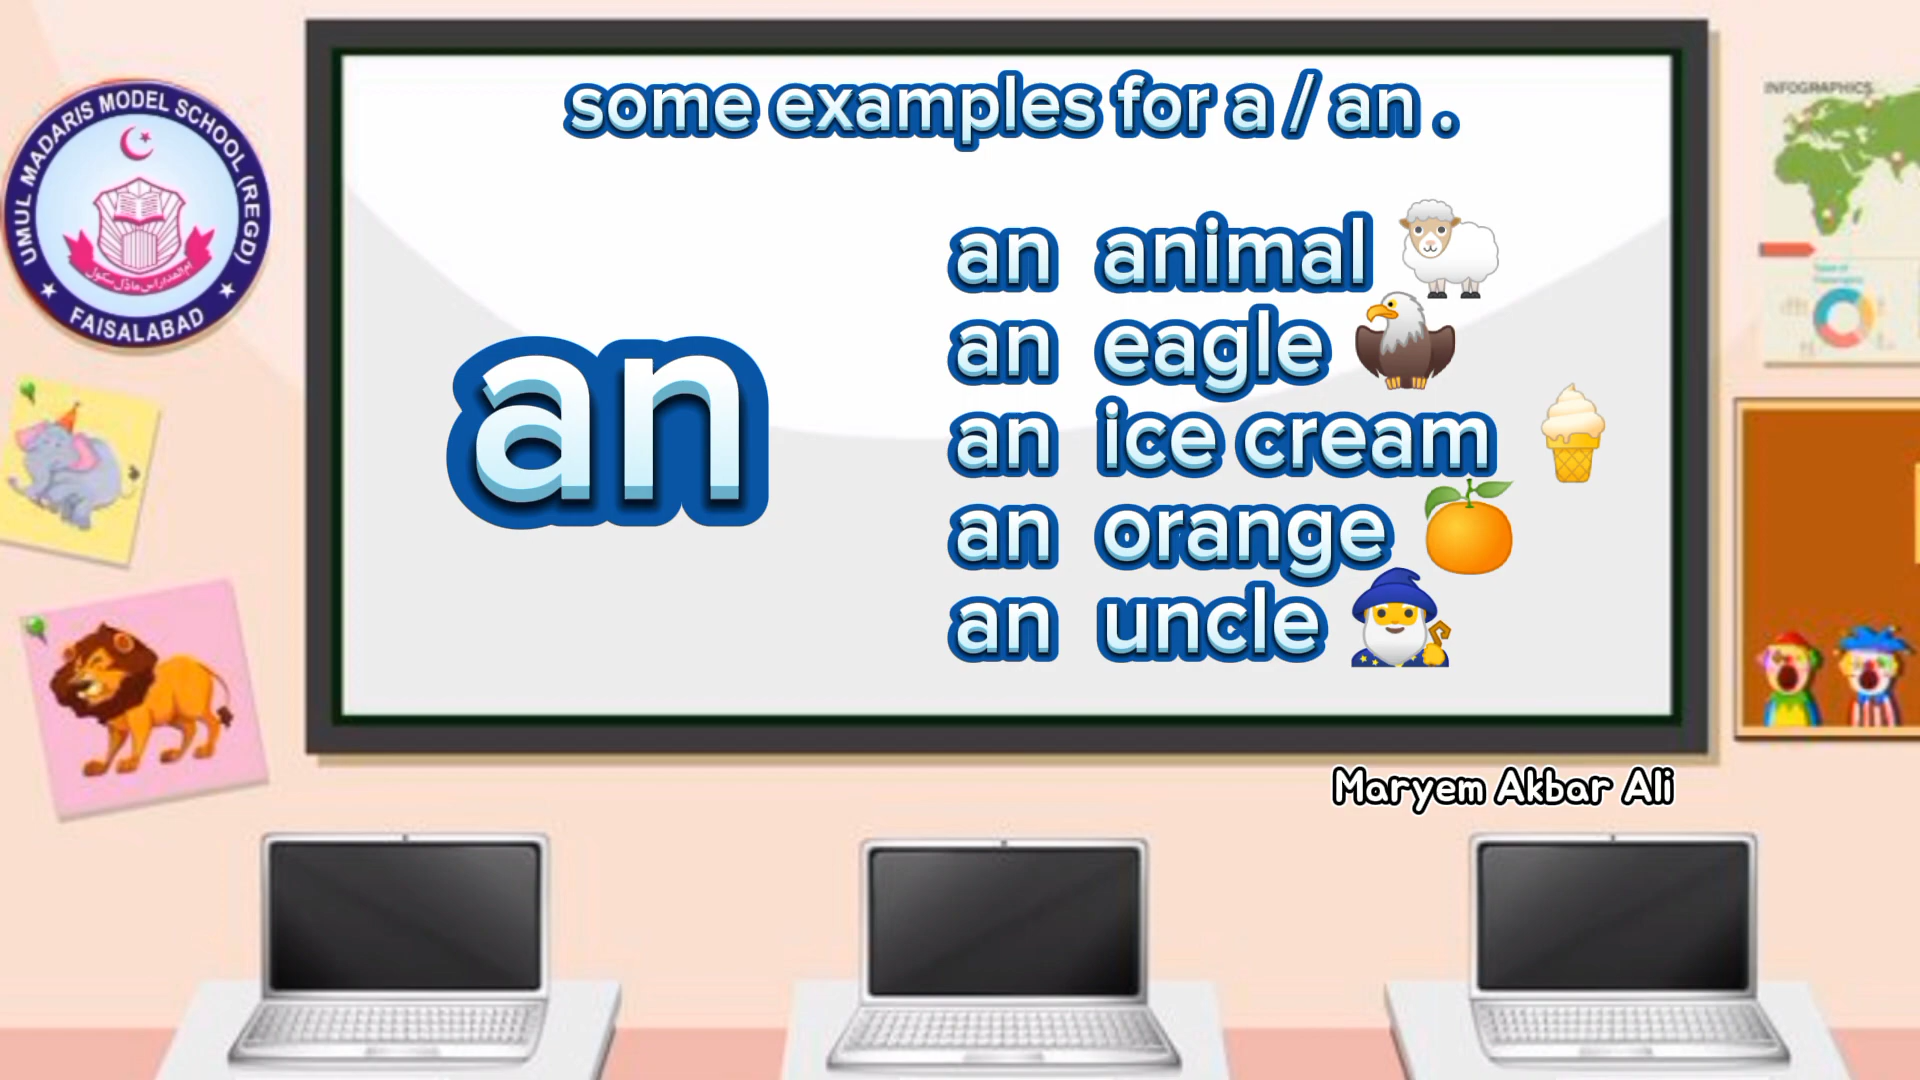 some examples for a / an .
UMUL MADARIS MODEL SCHOOL (REGD)
FAISALABAD
INFOGRAPHICS
an
an animal
an eagle
an ice cream
an orange
an uncle
Maryem Akbar Ali